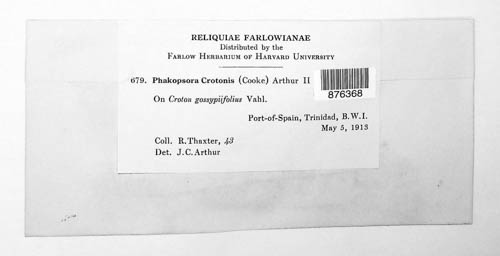 RELIQUIAE FARLOWIANAE
Distributed by the
FARLOW HERBARIUM OF HARVARD UNIVERSITY
679. Phakopsora Crotonis (Cooke) Arthur II
876368
On Croton gossypiifolius Vahl.
Port-of-Spain, Trinidad, B.W.I.
May 5, 1913
Coll. R. Thaxter, 43
Det. J.C. Arthur